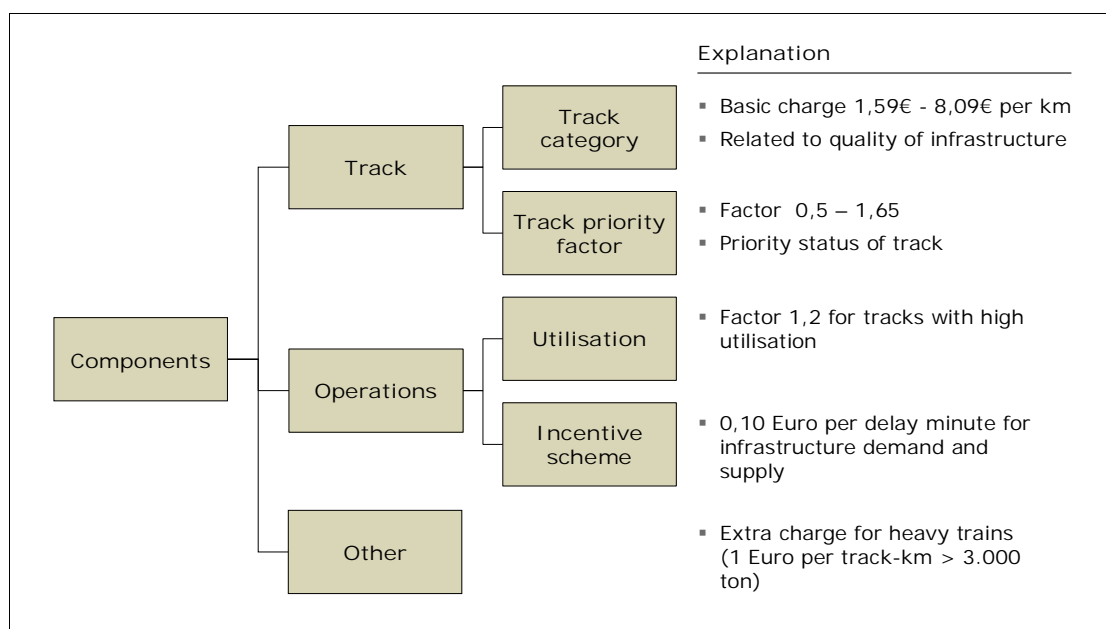 Explanation
Track
category
▪ Basic charge 1,59€ - 8,09€ per km
▪ Related to quality of infrastructure
Track
Track priority
factor
▪ Factor 0,5 – 1,65
▪ Priority status of track
Components
Operations
Utilisation
▪ Factor 1,2 for tracks with high
utilisation
Incentive
scheme
▪ 0,10 Euro per delay minute for
infrastructure demand and
supply
Other
▪ Extra charge for heavy trains
(1 Euro per track-km > 3.000
ton)